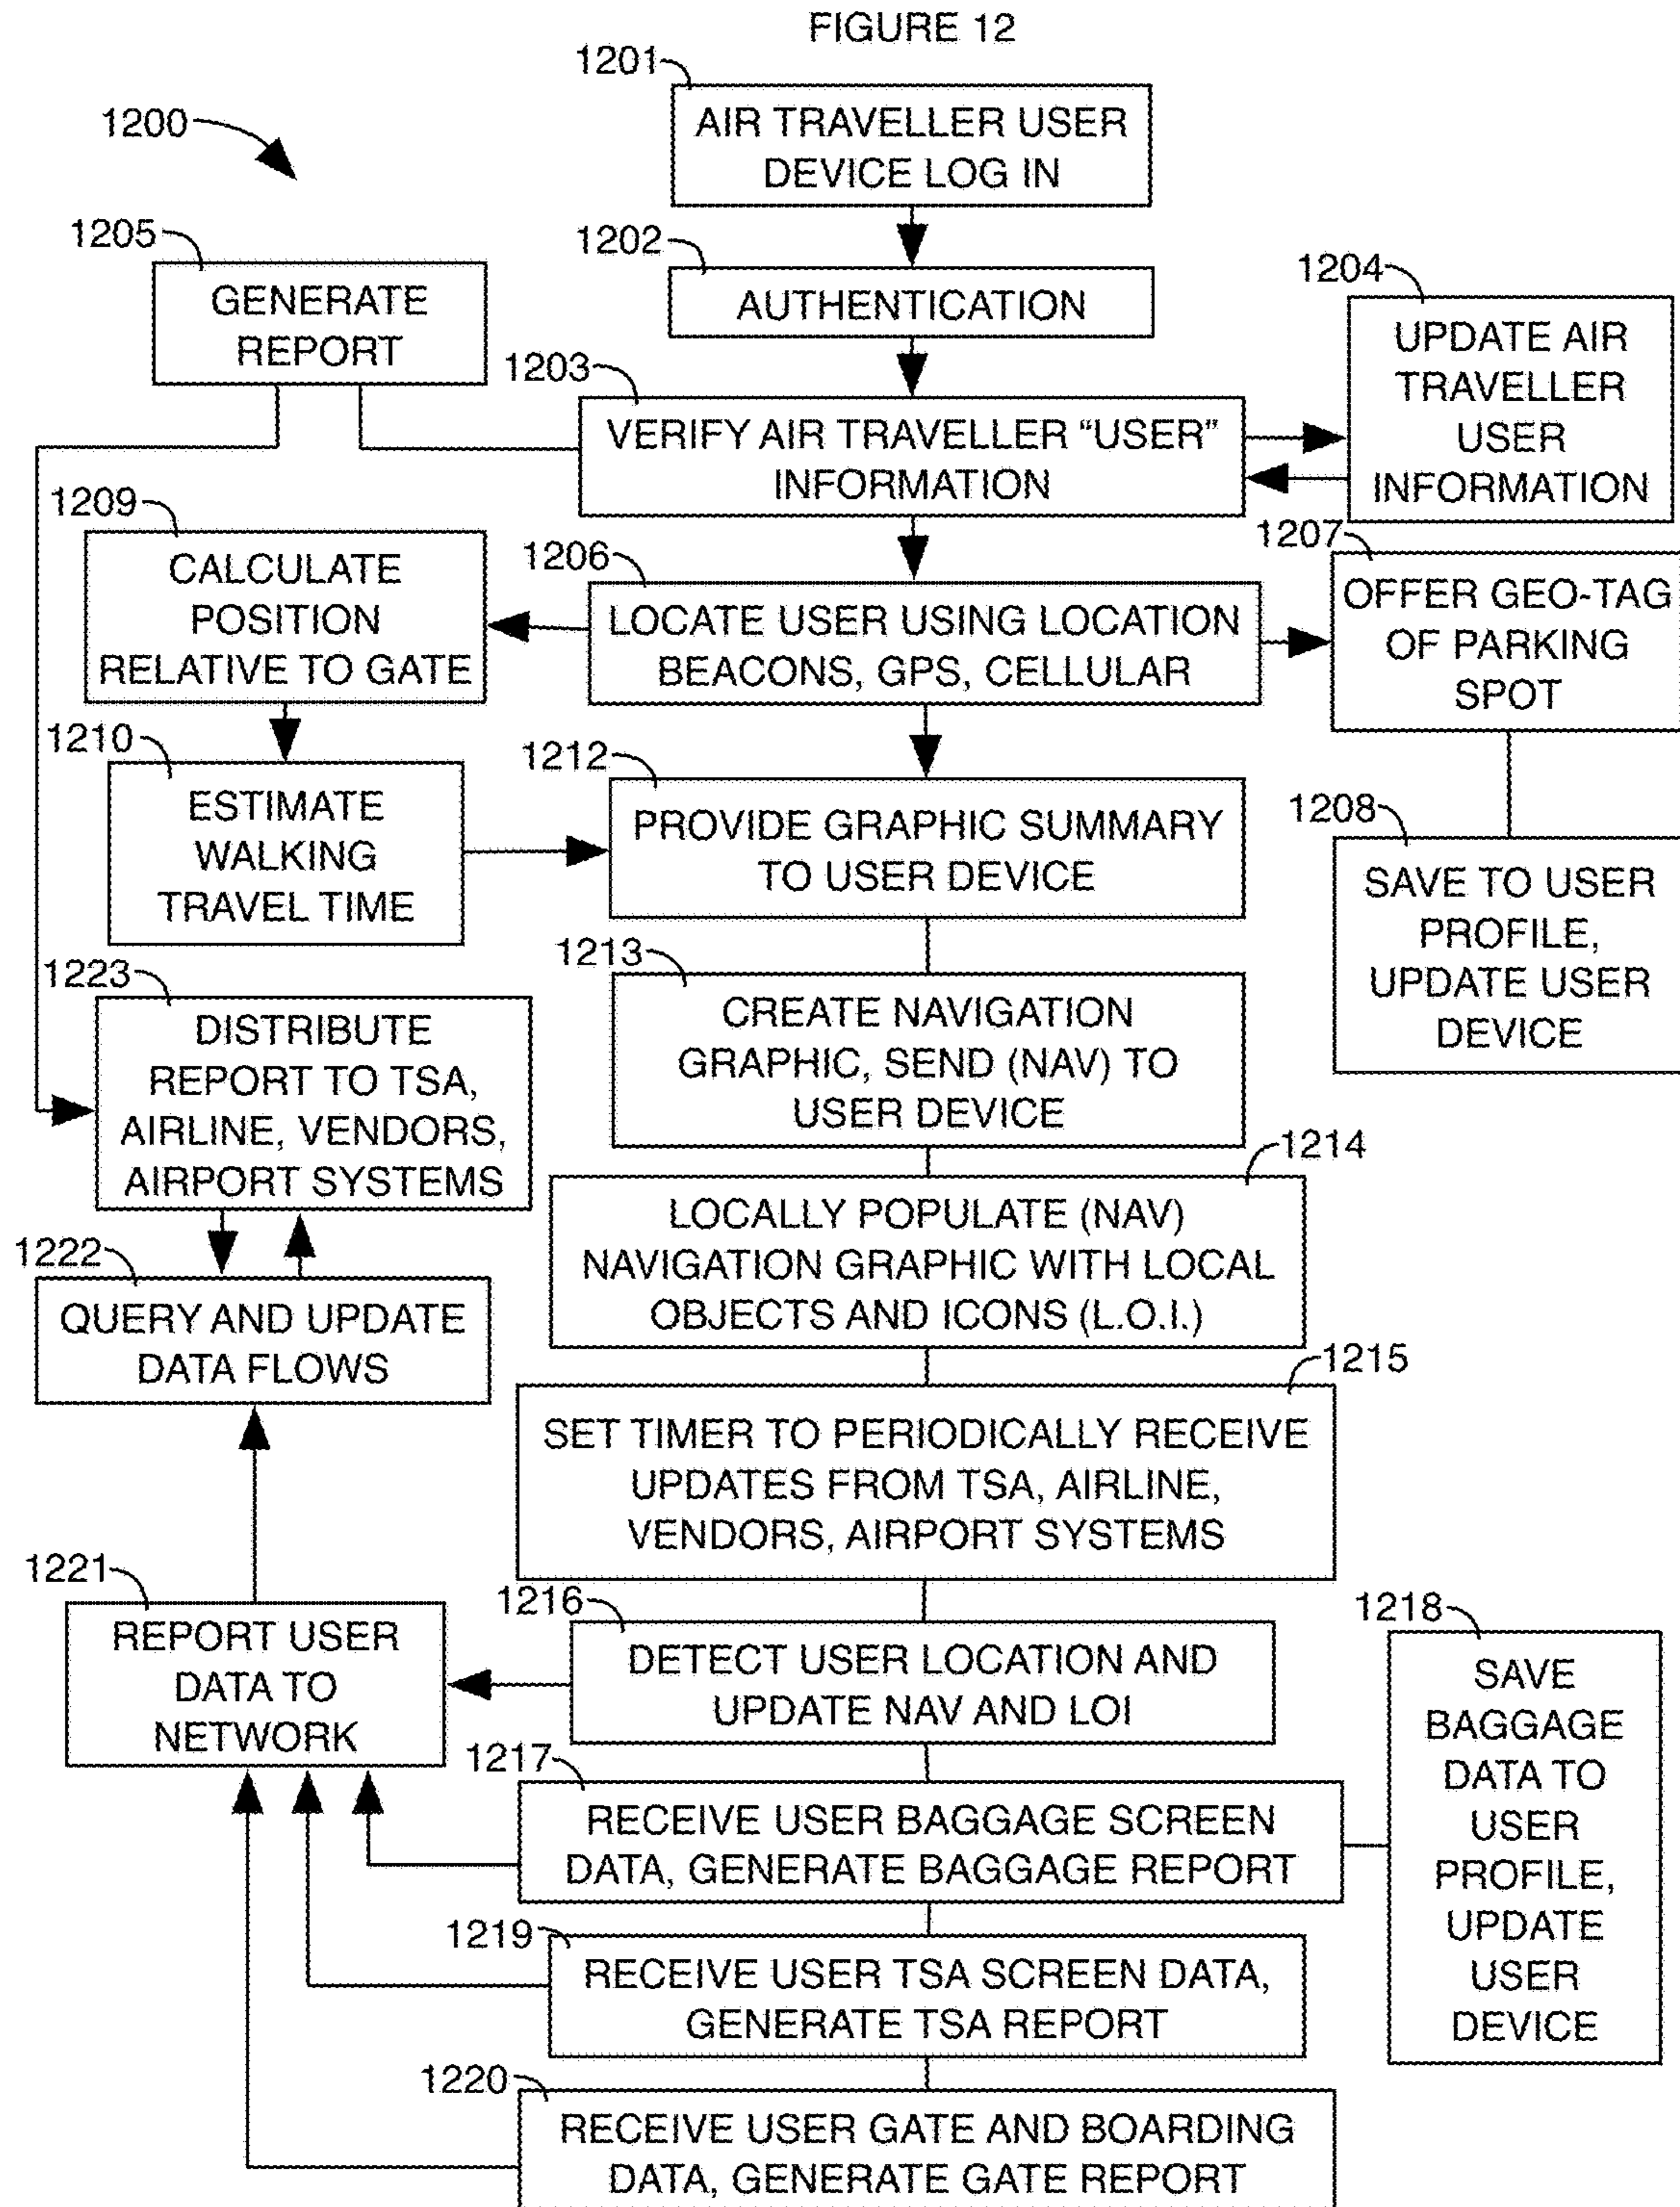 FIGURE 12
1200
1201
AIR TRAVELLER USER
DEVICE LOG IN
1202
AUTHENTICATION
1205
GENERATE
REPORT
1203
VERIFY AIR TRAVELLER “USER”
INFORMATION
1204
UPDATE AIR
TRAVELLER
USER
INFORMATION
1209
CALCULATE
POSITION
RELATIVE TO GATE
1206
LOCATE USER USING LOCATION
BEACONS, GPS, CELLULAR
1207
OFFER GEO-TAG
OF PARKING
SPOT
1210
ESTIMATE
WALKING
TRAVEL TIME
1212
PROVIDE GRAPHIC SUMMARY
TO USER DEVICE
1208
SAVE TO USER
PROFILE,
UPDATE USER
DEVICE
1213
CREATE NAVIGATION
GRAPHIC, SEND (NAV) TO
USER DEVICE
1223
DISTRIBUTE
REPORT TO TSA,
AIRLINE, VENDORS,
AIRPORT SYSTEMS
1214
LOCALLY POPULATE (NAV)
NAVIGATION GRAPHIC WITH LOCAL
OBJECTS AND ICONS (L.O.I.)
1222
QUERY AND UPDATE
DATA FLOWS
1215
SET TIMER TO PERIODICALLY RECEIVE
UPDATES FROM TSA, AIRLINE,
VENDORS, AIRPORT SYSTEMS
1221
REPORT USER
DATA TO
NETWORK
1216
DETECT USER LOCATION AND
UPDATE NAV AND LOI
1217
RECEIVE USER BAGGAGE SCREEN
DATA, GENERATE BAGGAGE REPORT
1218
SAVE
BAGGAGE
DATA TO
USER
PROFILE,
UPDATE
USER
DEVICE
1219
RECEIVE USER TSA SCREEN DATA,
GENERATE TSA REPORT
1220
RECEIVE USER GATE AND BOARDING
DATA, GENERATE GATE REPORT